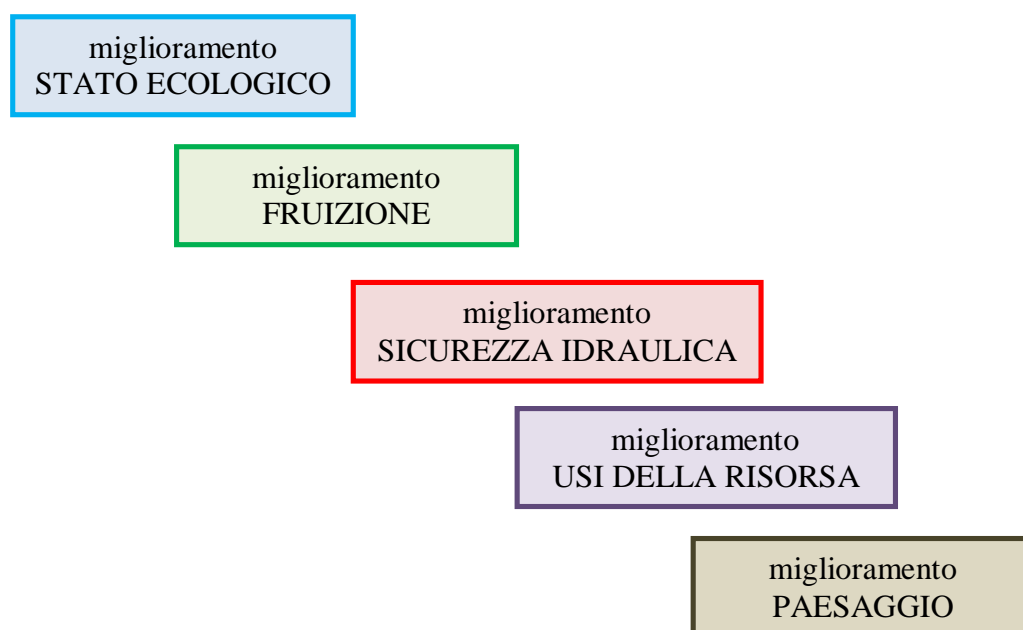 miglioramento
STATO ECOLOGICO
miglioramento
FRUIZIONE
miglioramento
SICUREZZA IDRAULICA
miglioramento
USI DELLA RISORSA
miglioramento
PAESAGGIO